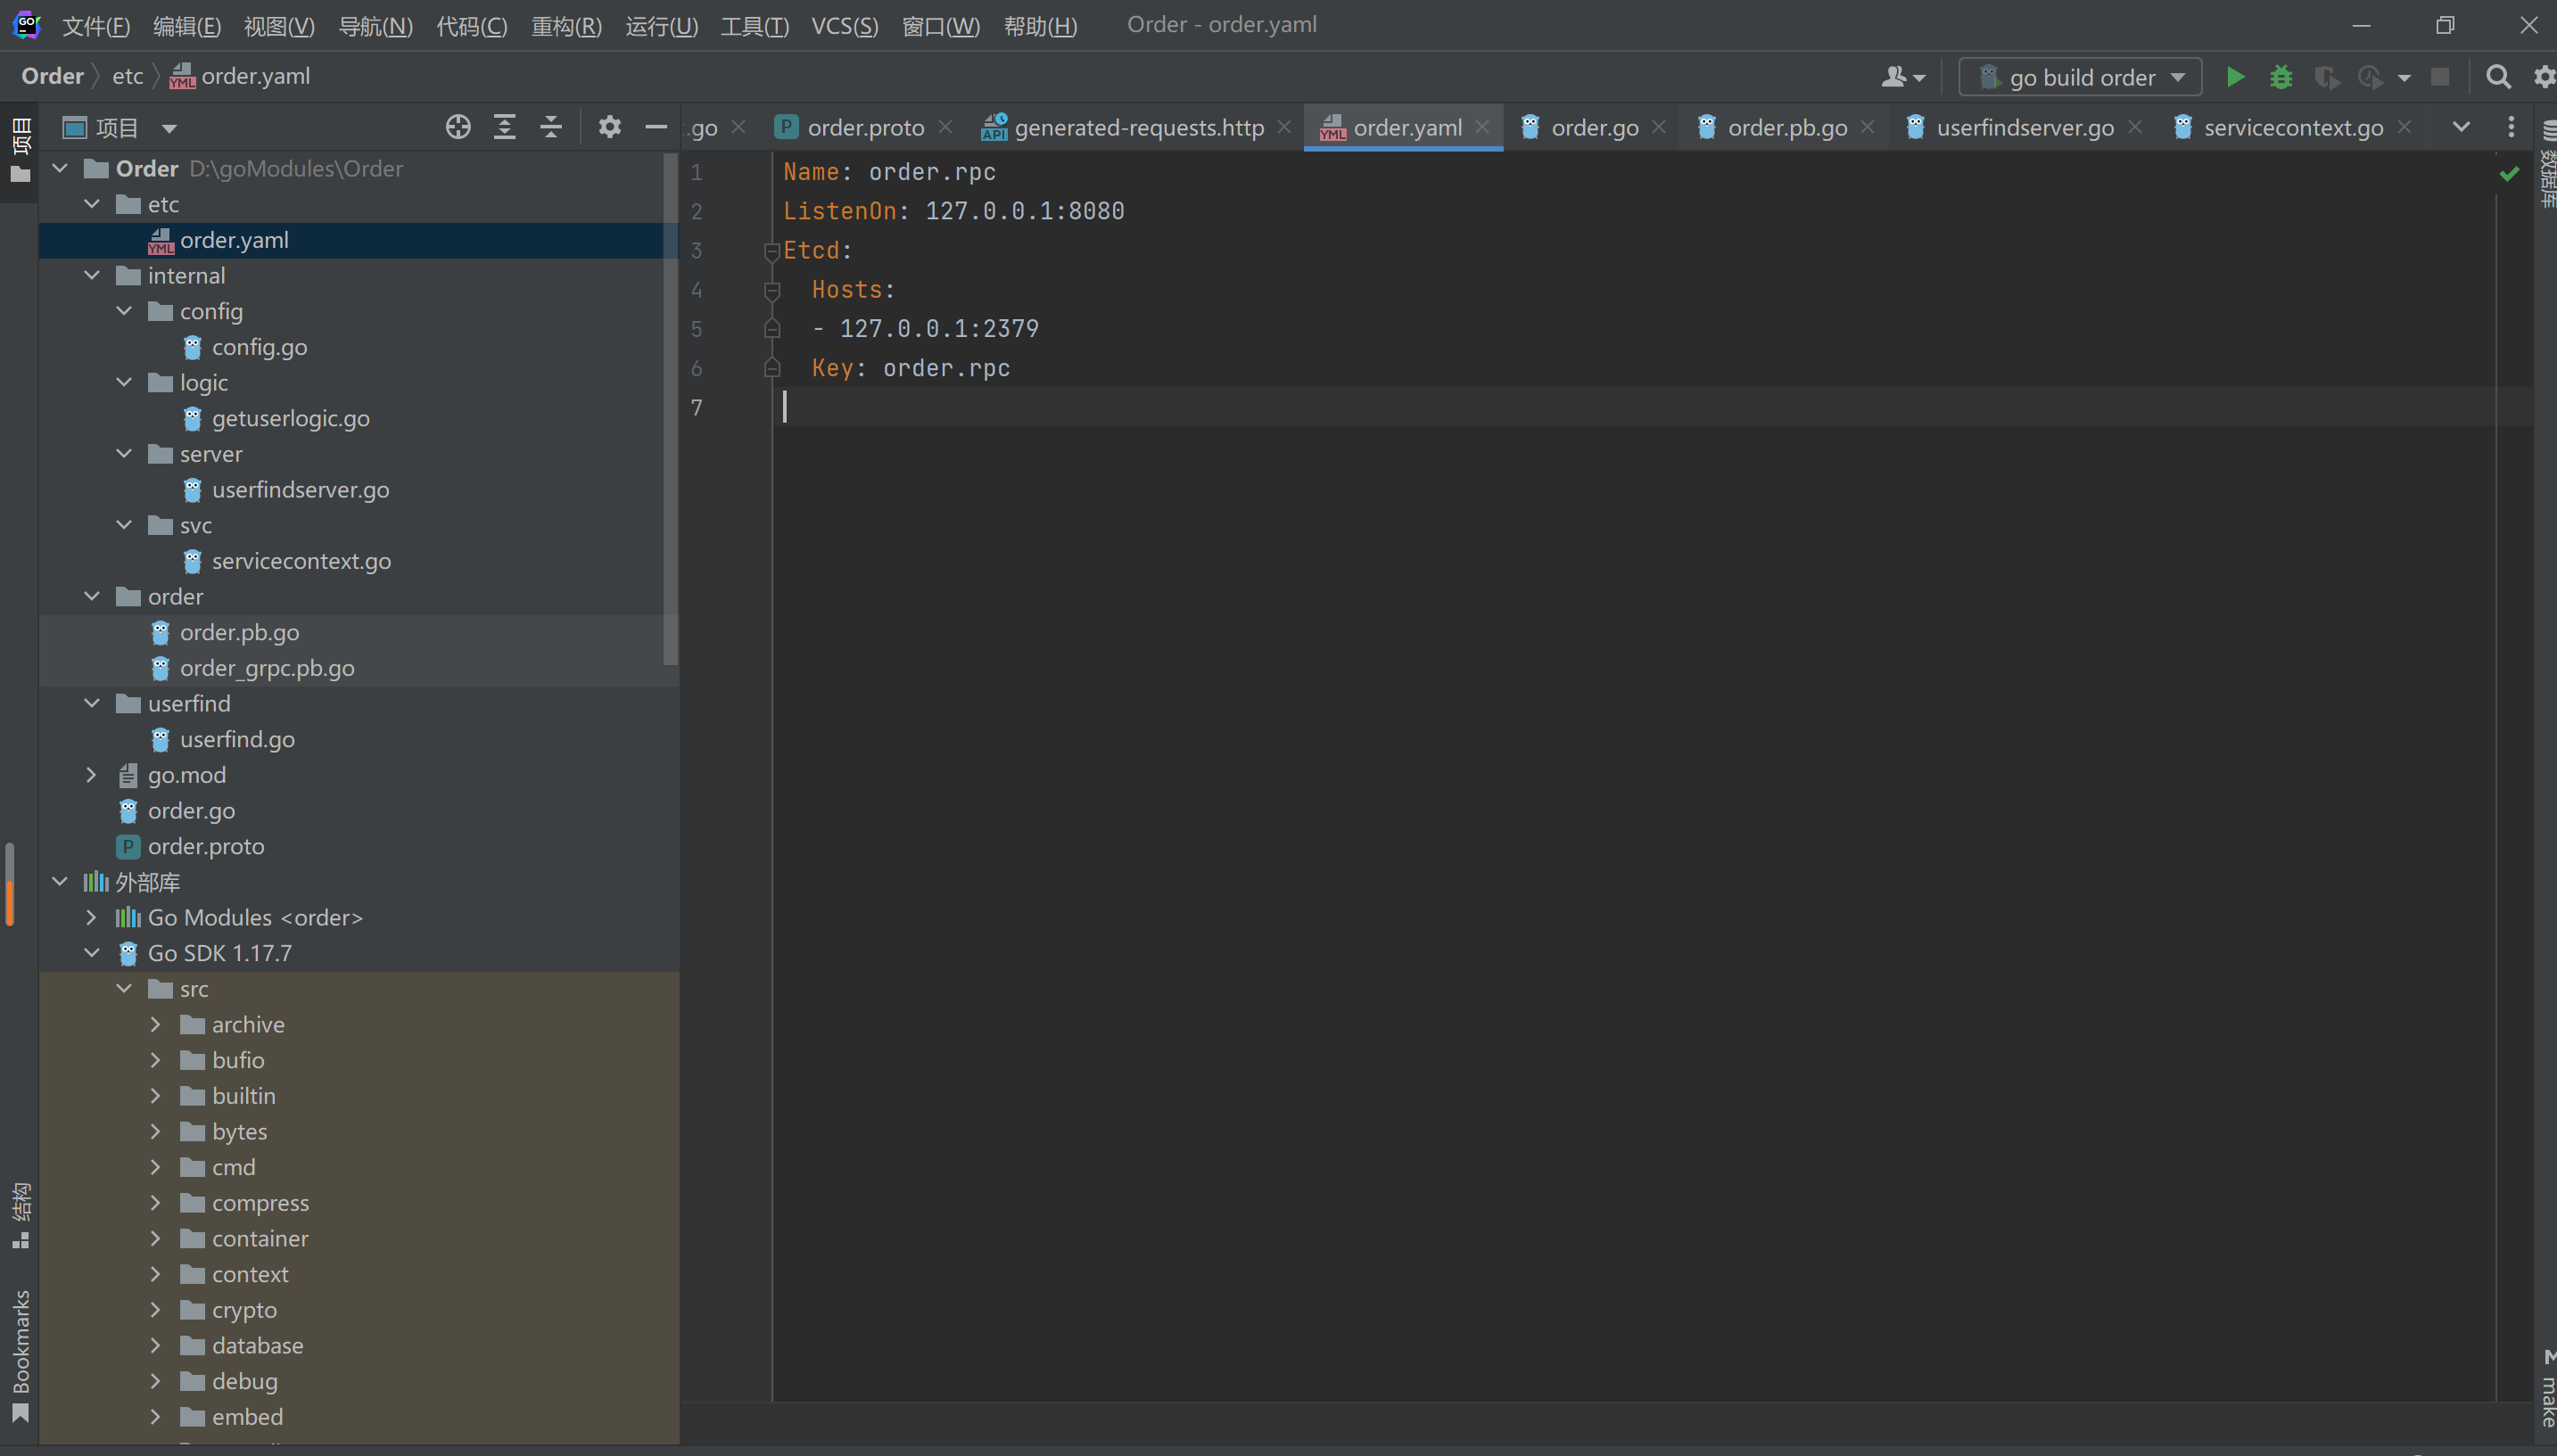 文件(F) 编辑(E) 视图(V) 导航(N) 代码(C) 重构(R) 运行(U) 工具(T) VCS(S) 窗口(W) 帮助(H) Order - order.yaml
Order etc order.yaml
go build order
项目
.go order.proto generated-requests.http order.yaml order.go order.pb.go userfindserver.go servicecontext.go
项目
Order D:\goModules\Order
etc
order.yaml
internal
config
config.go
logic
getuserlogic.go
server
userfindserver.go
svc
servicecontext.go
order
order.pb.go
order_grpc.pb.go
userfind
userfind.go
go.mod
order.go
order.proto
外部库
Go Modules <order>
Go SDK 1.17.7
src
archive
bufio
builtin
bytes
cmd
compress
container
context
crypto
database
debug
embed
结构
Bookmarks
1 Name: order.rpc
2 ListenOn: 127.0.0.1:8080
3 Etcd:
4 Hosts:
5 - 127.0.0.1:2379
6 Key: order.rpc
7
数据库
make